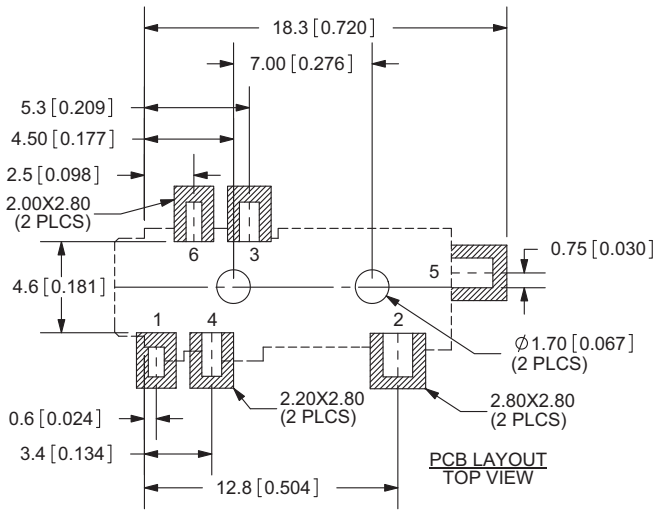 18.3 [0.720]
7.00 [0.276]
5.3 [0.209]
4.50 [0.177]
2.5 [0.098]
2.00X2.80
(2 PLCS)
6
3
0.75 [0.030]
5
4.6 [0.181]
1
4
2
Ø1.70 [0.067]
(2 PLCS)
2.20X2.80
(2 PLCS)
2.80X2.80
(2 PLCS)
0.6 [0.024]
3.4 [0.134]
12.8 [0.504]
PCB LAYOUT
TOP VIEW